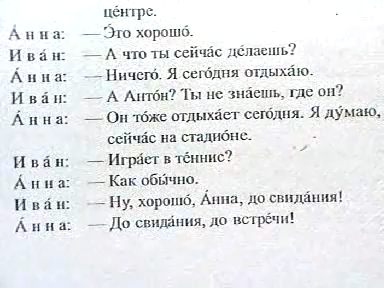 це́нтре.
А́нна: — Э́то хорошо́.
Ива́н: — А что ты сейча́с де́лаешь?
А́нна: — Ничего́. Я сего́дня отдыха́ю.
Ива́н: — А Анто́н? Ты не зна́ешь, где он?
А́нна: — Он то́же отдыха́ет сего́дня. Я ду́маю,
сейча́с на стадио́не.
Ива́н: — Игра́ет в те́ннис?
А́нна: — Как обы́чно.
Ива́н: — Ну, хорошо́, А́нна, до свида́ния!
А́нна: — До свида́ния, до встре́чи!